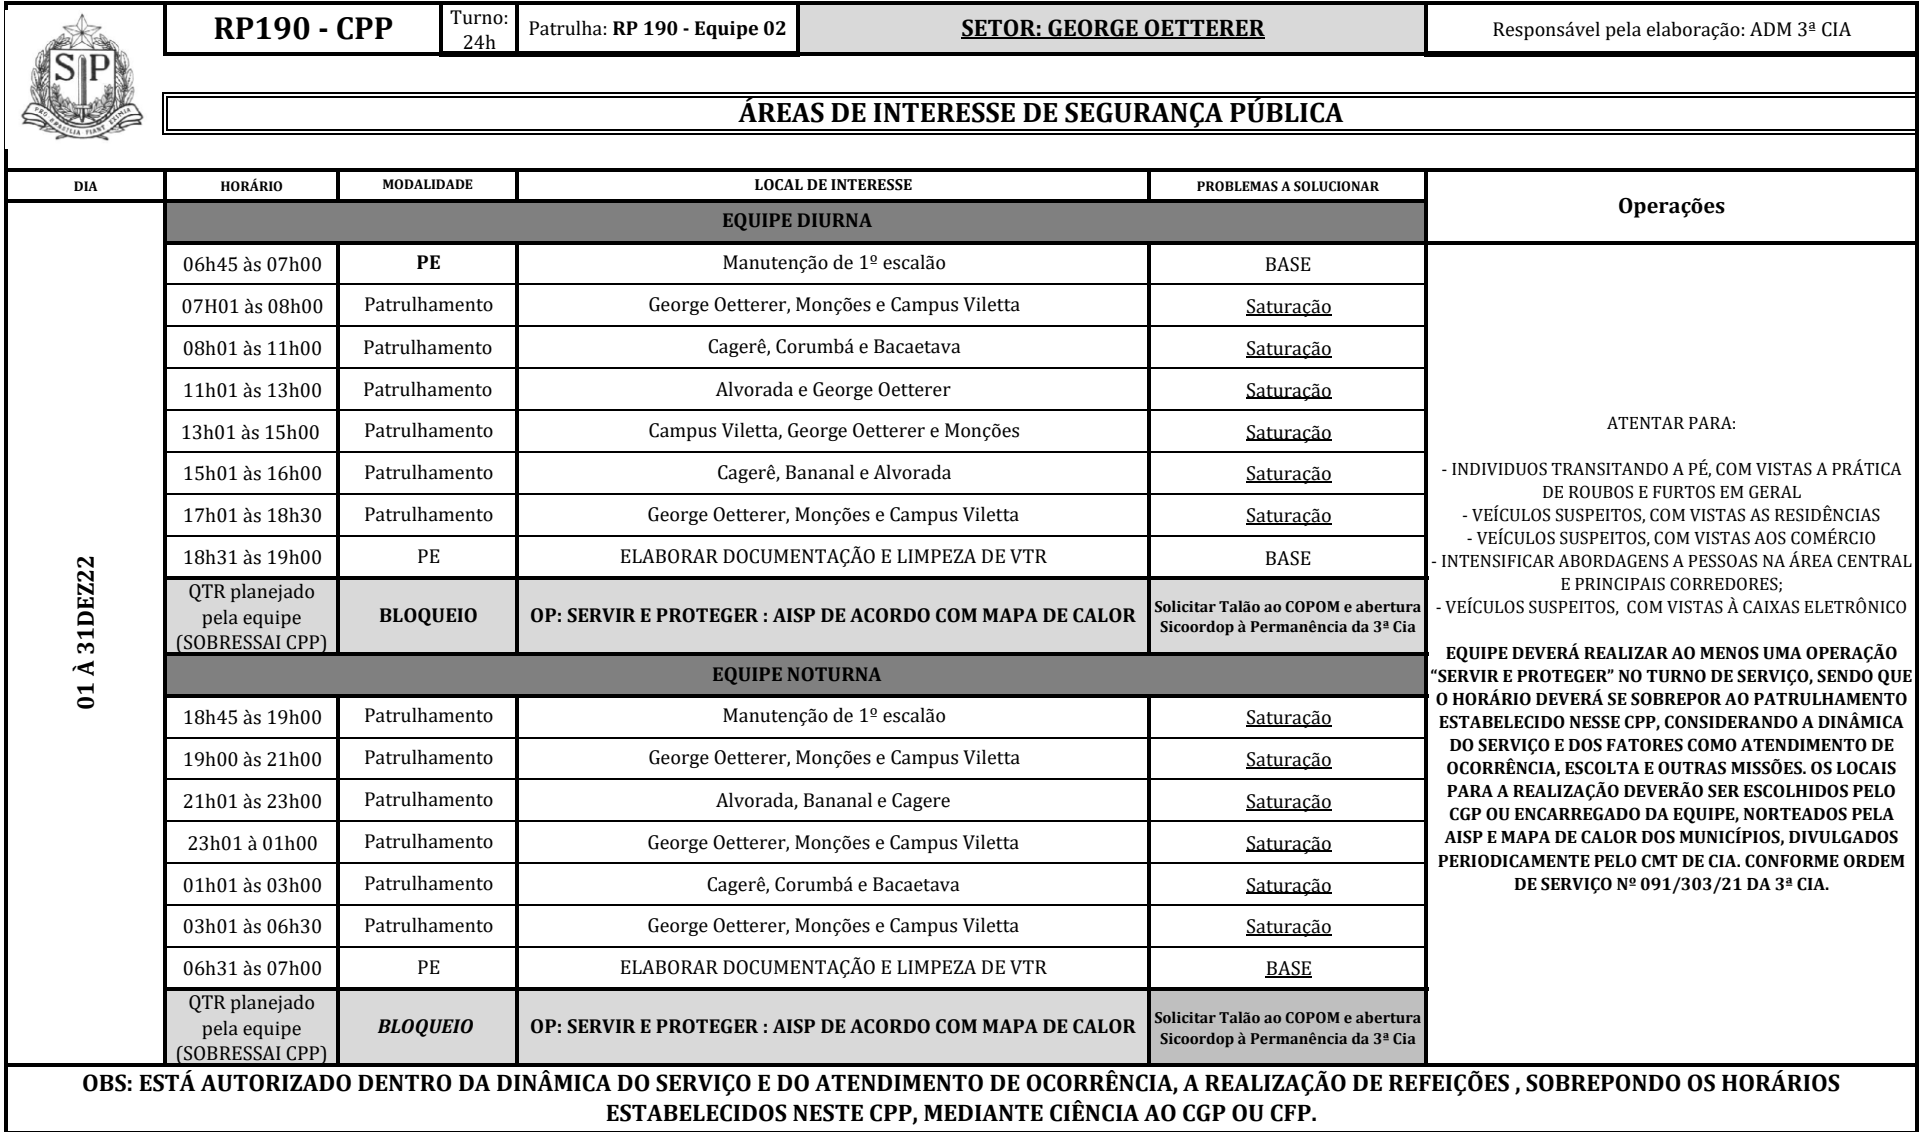 RP190 - CPP
Turno:
24h
Patrulha: RP 190 - Equipe 02
SETOR: GEORGE OETTERER
Responsável pela elaboração: ADM 3ª CIA
ÁREAS DE INTERESSE DE SEGURANÇA PÚBLICA
DIA
HORÁRIO
MODALIDADE
LOCAL DE INTERESSE
PROBLEMAS A SOLUCIONAR
Operações
01 À 31DEZ22
EQUIPE DIURNA
06h45 às 07h00 PE Manutenção de 1º escalão BASE
07H01 às 08h00 Patrulhamento George Oetterer, Monções e Campus Viletta Saturação
08h01 às 11h00 Patrulhamento Cagerê, Corumbá e Bacaetava Saturação
11h01 às 13h00 Patrulhamento Alvorada e George Oetterer Saturação
13h01 às 15h00 Patrulhamento Campus Viletta, George Oetterer e Monções Saturação
15h01 às 16h00 Patrulhamento Cagerê, Bananal e Alvorada Saturação
17h01 às 18h30 Patrulhamento George Oetterer, Monções e Campus Viletta Saturação
18h31 às 19h00 PE ELABORAR DOCUMENTAÇÃO E LIMPEZA DE VTR BASE
QTR planejado
pela equipe
(SOBRESSAI CPP)
BLOQUEIO
OP: SERVIR E PROTEGER : AISP DE ACORDO COM MAPA DE CALOR
Solicitar Talão ao COPOM e abertura
Sicoordop à Permanência da 3ª Cia
EQUIPE NOTURNA
18h45 às 19h00 Patrulhamento Manutenção de 1º escalão Saturação
19h00 às 21h00 Patrulhamento George Oetterer, Monções e Campus Viletta Saturação
21h01 às 23h00 Patrulhamento Alvorada, Bananal e Cagere Saturação
23h01 à 01h00 Patrulhamento George Oetterer, Monções e Campus Viletta Saturação
01h01 às 03h00 Patrulhamento Cagerê, Corumbá e Bacaetava Saturação
03h01 às 06h30 Patrulhamento George Oetterer, Monções e Campus Viletta Saturação
06h31 às 07h00 PE ELABORAR DOCUMENTAÇÃO E LIMPEZA DE VTR BASE
QTR planejado
pela equipe
(SOBRESSAI CPP)
BLOQUEIO
OP: SERVIR E PROTEGER : AISP DE ACORDO COM MAPA DE CALOR
Solicitar Talão ao COPOM e abertura
Sicoordop à Permanência da 3ª Cia
ATENTAR PARA:
- INDIVIDUOS TRANSITANDO A PÉ, COM VISTAS A PRÁTICA
DE ROUBOS E FURTOS EM GERAL
- VEÍCULOS SUSPEITOS, COM VISTAS AS RESIDÊNCIAS
- VEÍCULOS SUSPEITOS, COM VISTAS AOS COMÉRCIO
- INTENSIFICAR ABORDAGENS A PESSOAS NA ÁREA CENTRAL
E PRINCIPAIS CORREDORES;
- VEÍCULOS SUSPEITOS, COM VISTAS À CAIXAS ELETRÔNICO
EQUIPE DEVERÁ REALIZAR AO MENOS UMA OPERAÇÃO
“SERVIR E PROTEGER” NO TURNO DE SERVIÇO, SENDO QUE
O HORÁRIO DEVERÁ SE SOBREPOR AO PATRULHAMENTO
ESTABELECIDO NESSE CPP, CONSIDERANDO A DINÂMICA
DO SERVIÇO E DOS FATORES COMO ATENDIMENTO DE
OCORRÊNCIA, ESCOLTA E OUTRAS MISSÕES. OS LOCAIS
PARA A REALIZAÇÃO DEVERÃO SER ESCOLHIDOS PELO
CGP OU ENCARREGADO DA EQUIPE, NORTEADOS PELA
AISP E MAPA DE CALOR DOS MUNICÍPIOS, DIVULGADOS
PERIODICAMENTE PELO CMT DE CIA. CONFORME ORDEM
DE SERVIÇO Nº 091/303/21 DA 3ª CIA.
OBS: ESTÁ AUTORIZADO DENTRO DA DINÂMICA DO SERVIÇO E DO ATENDIMENTO DE OCORRÊNCIA, A REALIZAÇÃO DE REFEIÇÕES , SOBREPONDO OS HORÁRIOS
ESTABELECIDOS NESTE CPP, MEDIANTE CIÊNCIA AO CGP OU CFP.